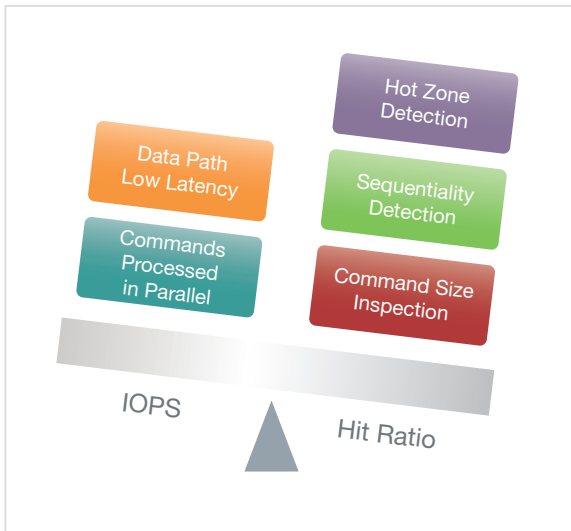 Hot Zone
Detection
Data Path
Low Latency
Sequentiality
Detection
Commands
Processed
in Parallel
Command Size
Inspection
IOPS
Hit Ratio